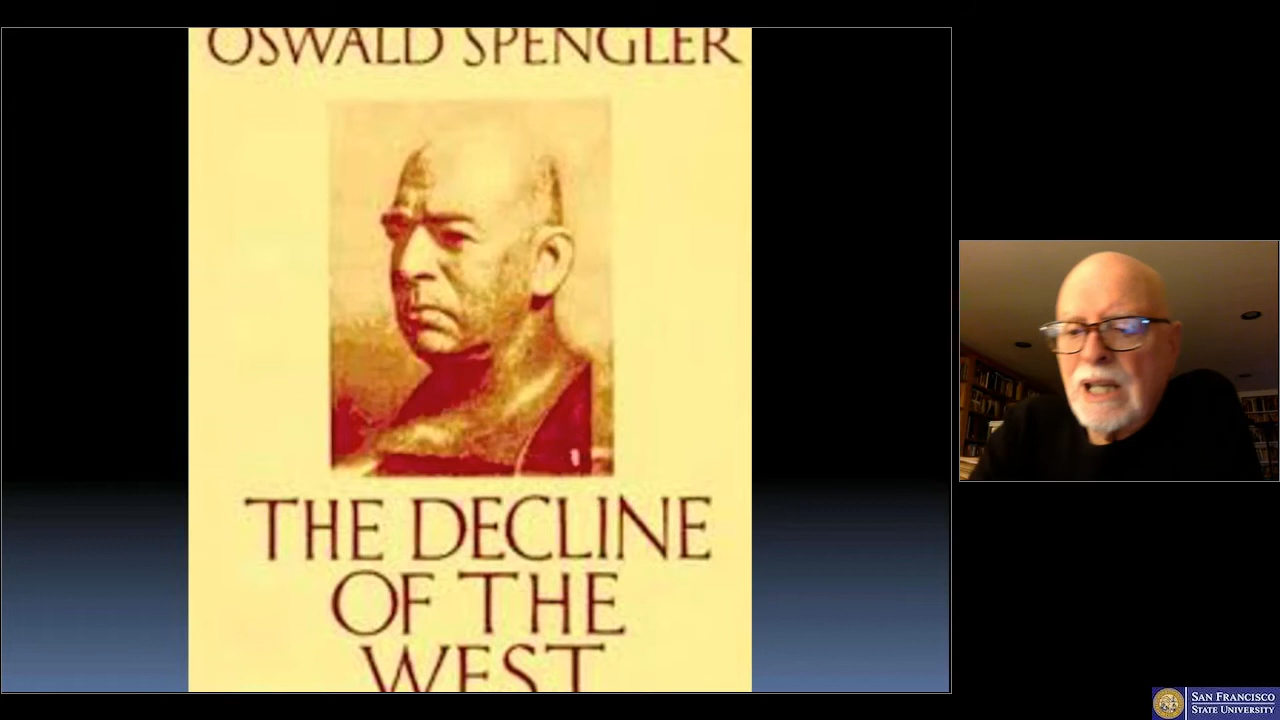 OSWALD SPENGLER
THE DECLINE
OF THE
WEST
SAN FRANCISCO
STATE UNIVERSITY